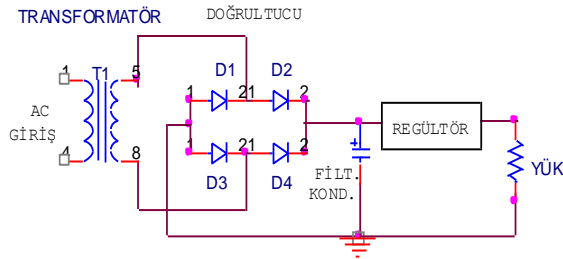 TRANSFORMATÖR
DOĞRULTUCU
1
T1
5
D1
D2
1
21
2
AC
GİRİŞ
REGÜLTÖR
4
8
1
21
2
+
D3
D4
FİLT.
KOND.
YÜK